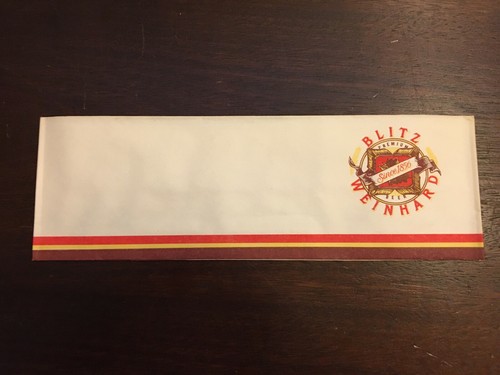 BLITZ
PREMIUM
Since 1856
BEER
WEINHARD